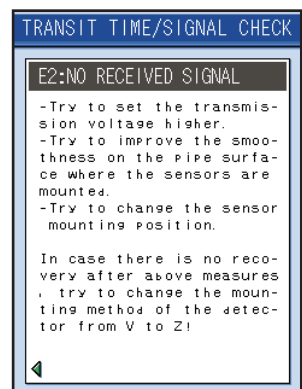 TRANSIT TIME/SIGNAL CHECK
E2:NO RECEIVED SIGNAL
-Try to set the transmis-
sion voltage higher.
-Try to improve the smoo-
thness on the pipe surfa-
ce where the sensors are
mounted.
-Try to change the sensor
mounting position.
In case there is no reco-
very after above measures
, try to change the moun-
ting method of the detec-
tor from V to Z!